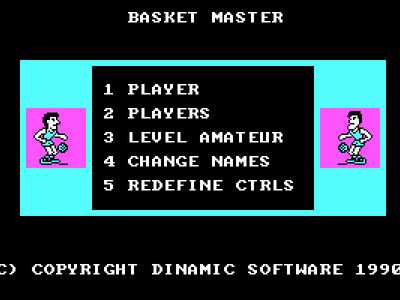 BASKET MASTER
1 PLAYER
2 PLAYERS
3 LEVEL AMATEUR
4 CHANGE NAMES
5 REDEFINE CTRLS
C) COPYRIGHT DINAMIC SOFTWARE 1990